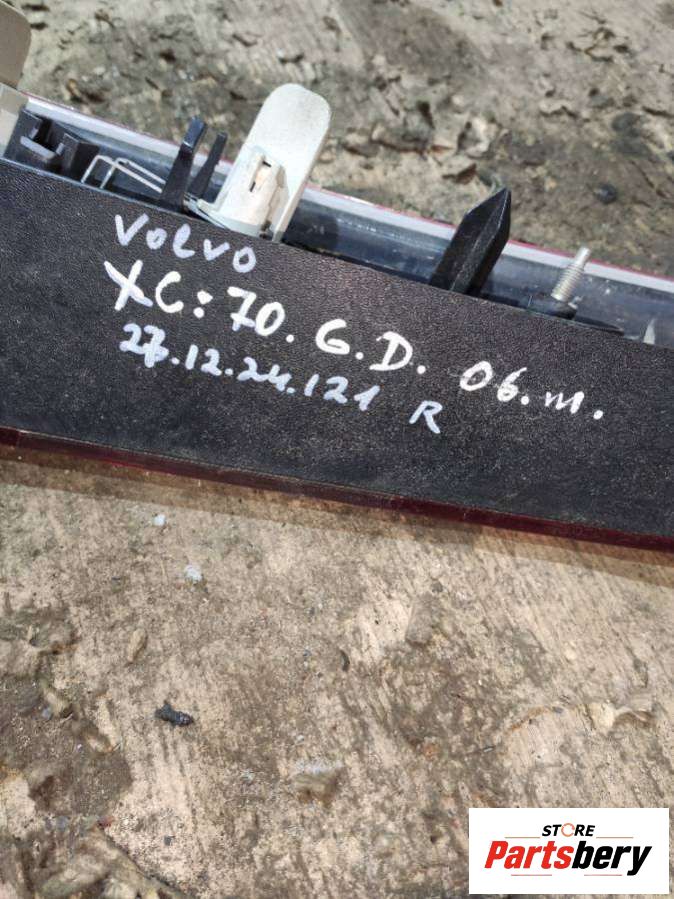 VOLVO
XC:70. G.D. 06.m.
27.12.24.121 R
STORE
Partsbery